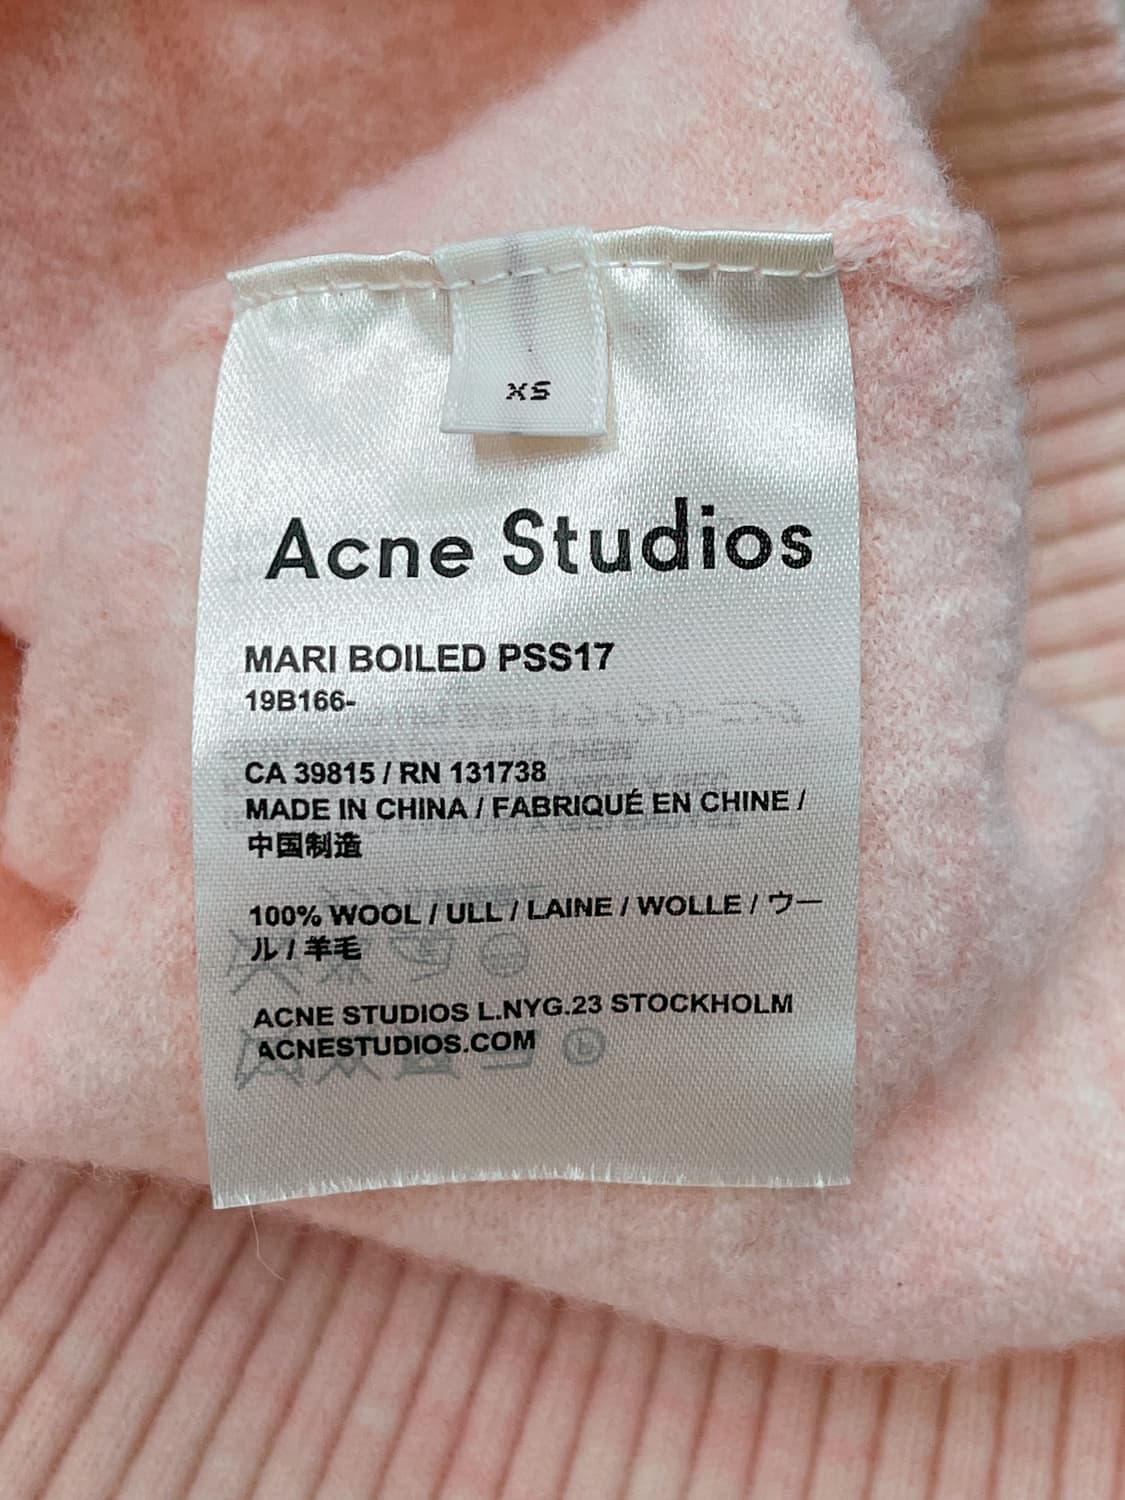 XS
Acne Studios
MARI BOILED PSS17
19B166-
CA 39815 / RN 131738
MADE IN CHINA / FABRIQUÉ EN CHINE /
中国制造
100% WOOL / ULL / LAINE / WOLLE / ウー
ル / 羊毛
ACNE STUDIOS L.NYG.23 STOCKHOLM
ACNESTUDIOS.COM